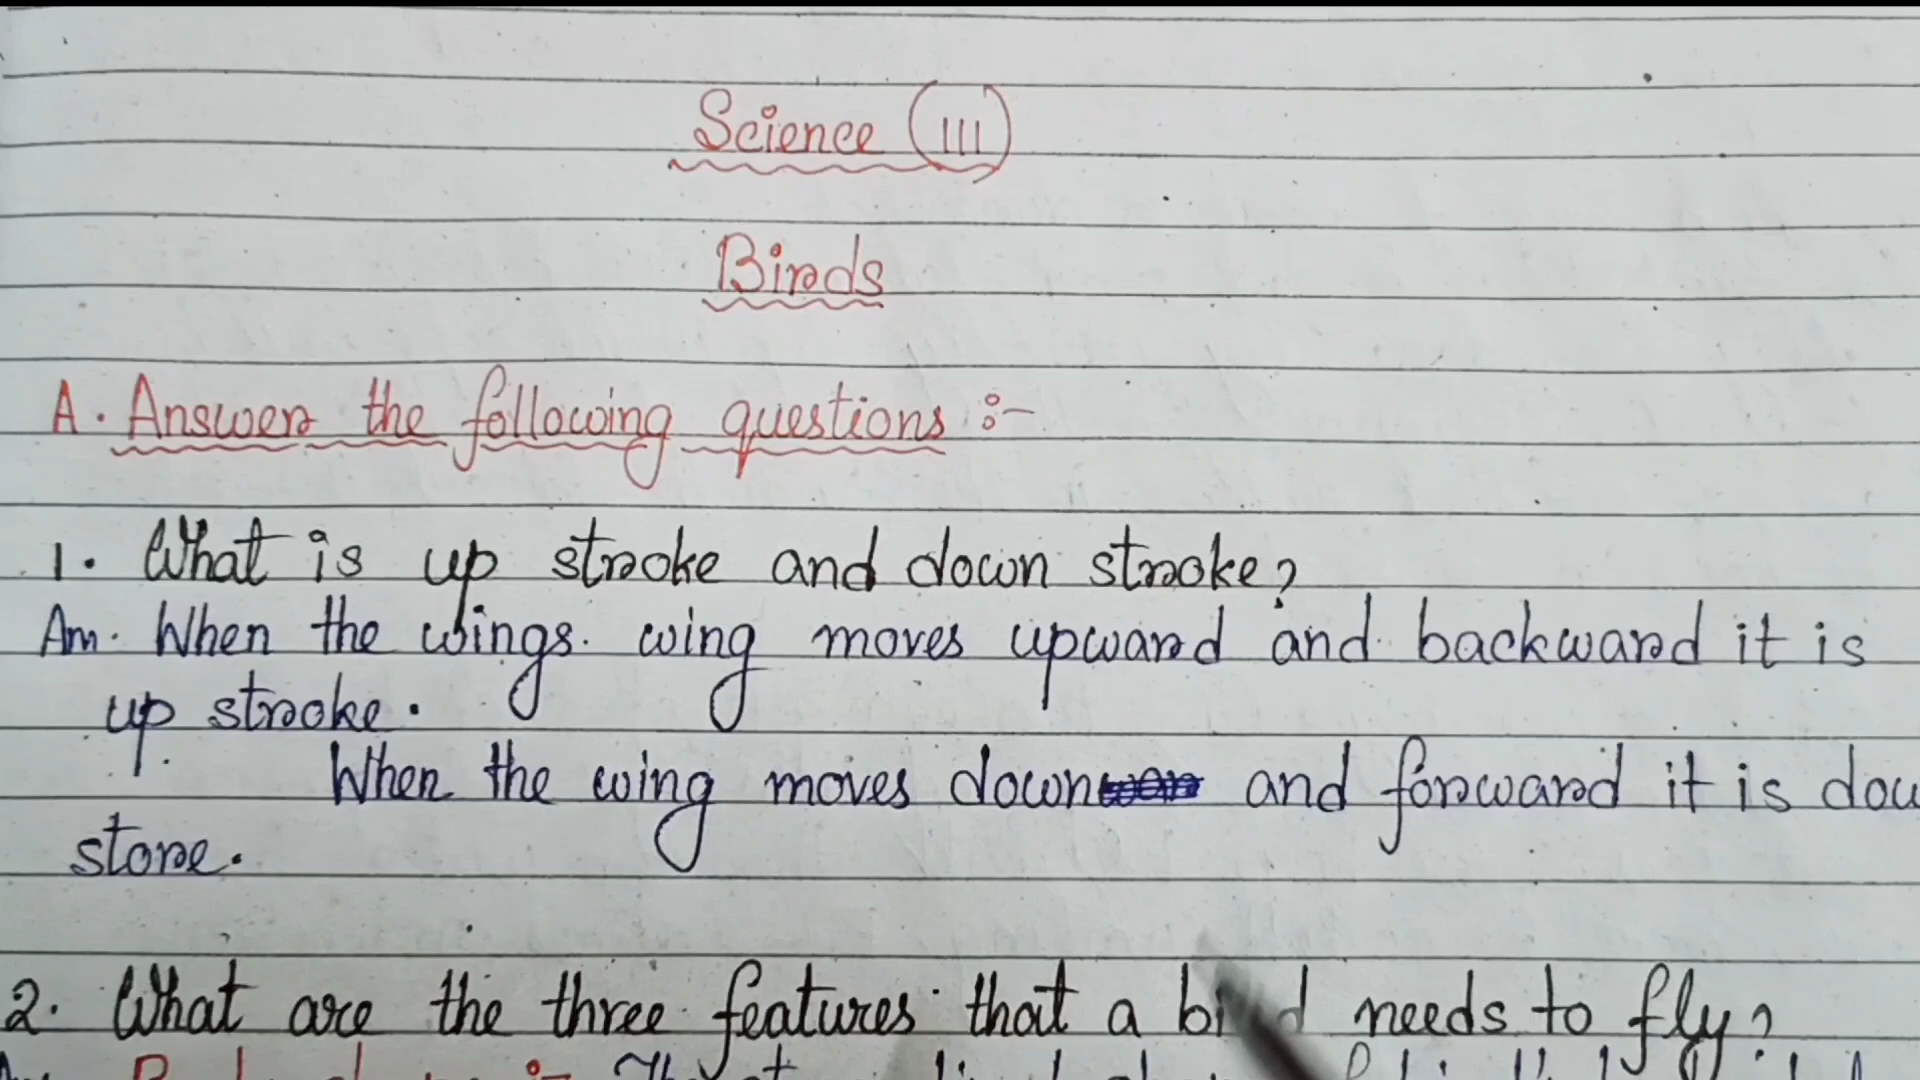 Science (III)
Birds
A. Answer the following questions :-
1. What is up stroke and down stroke?
Ans. When the wings. wing moves upward and backward it is
up stroke.
When the wing moves down and forward it is dow
store.
2. What are the three features that a bird needs to fly?